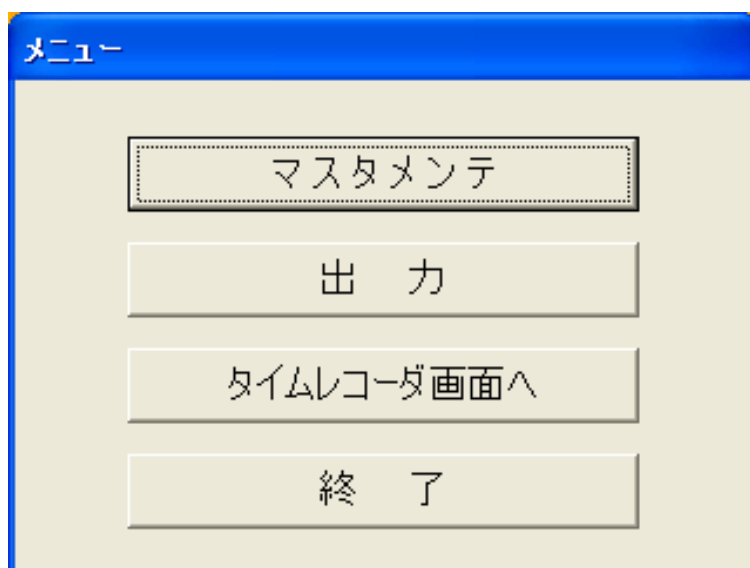 メニュー
マスタメンテ
出　力
タイムレコーダ画面へ
終　了